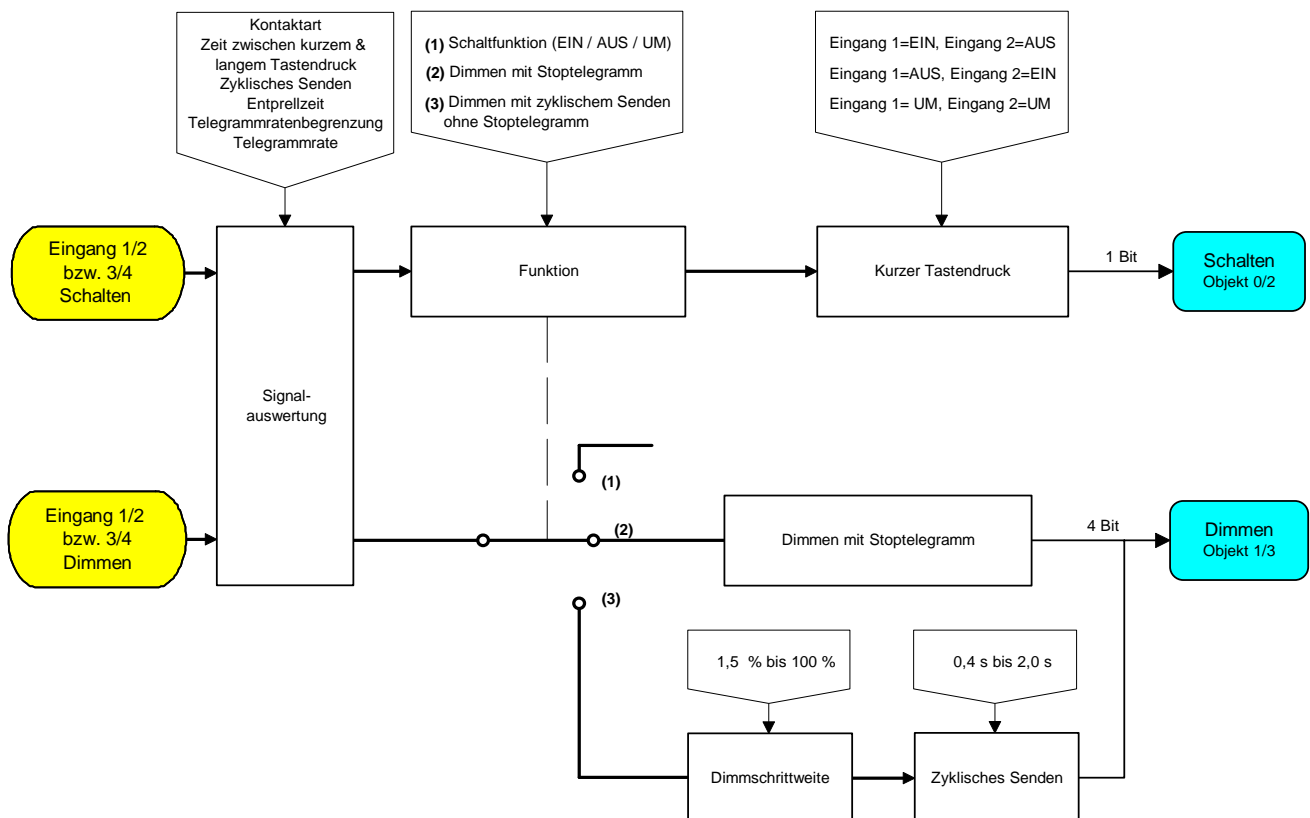 Kontaktart
Zeit zwischen kurzem &
langem Tastendruck
Zyklisches Senden
Entprellzeit
Telegrammratenbegrenzung
Telegrammrate
(1) Schaltfunktion (EIN / AUS / UM)
(2) Dimmen mit Stoptelegramm
(3) Dimmen mit zyklischem Senden
ohne Stoptelegramm
Eingang 1=EIN, Eingang 2=AUS
Eingang 1=AUS, Eingang 2=EIN
Eingang 1= UM, Eingang 2=UM
Eingang 1/2
bzw. 3/4
Schalten
Funktion
Kurzer Tastendruck
1 Bit
Schalten
Objekt 0/2
Signal-
auswertung
(1)
Eingang 1/2
bzw. 3/4
Dimmen
(2)
Dimmen mit Stoptelegramm
4 Bit
Dimmen
Objekt 1/3
(3)
1,5 % bis 100 %
0,4 s bis 2,0 s
Dimmschrittweite
Zyklisches Senden